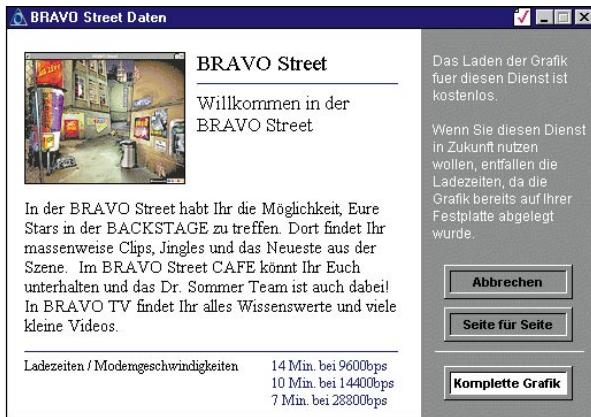 BRAVO Street Daten
BRAVO Street
Willkommen in der
BRAVO Street
In der BRAVO Street habt Ihr die Möglichkeit, Eure
Stars in der BACKSTAGE zu treffen. Dort findet Ihr
massenweise Clips, Jingles und das Neueste aus der
Szene. Im BRAVO Street CAFE könnt Ihr Euch
unterhalten und das Dr. Sommer Team ist auch dabei!
In BRAVO TV findet Ihr alles Wissenswerte und viele
kleine Videos.
Ladezeiten / Modemgeschwindigkeiten
14 Min. bei 9600bps
10 Min. bei 14400bps
7 Min. bei 28800bps
Das Laden der Grafik
fuer diesen Dienst ist
kostenlos.
Wenn Sie diesen Dienst
in Zukunft nutzen
wollen, entfallen die
Ladezeiten, da die
Grafik bereits auf Ihrer
Festplatte abgelegt
wurde.
Abbrechen
Seite für Seite
Komplette Grafik